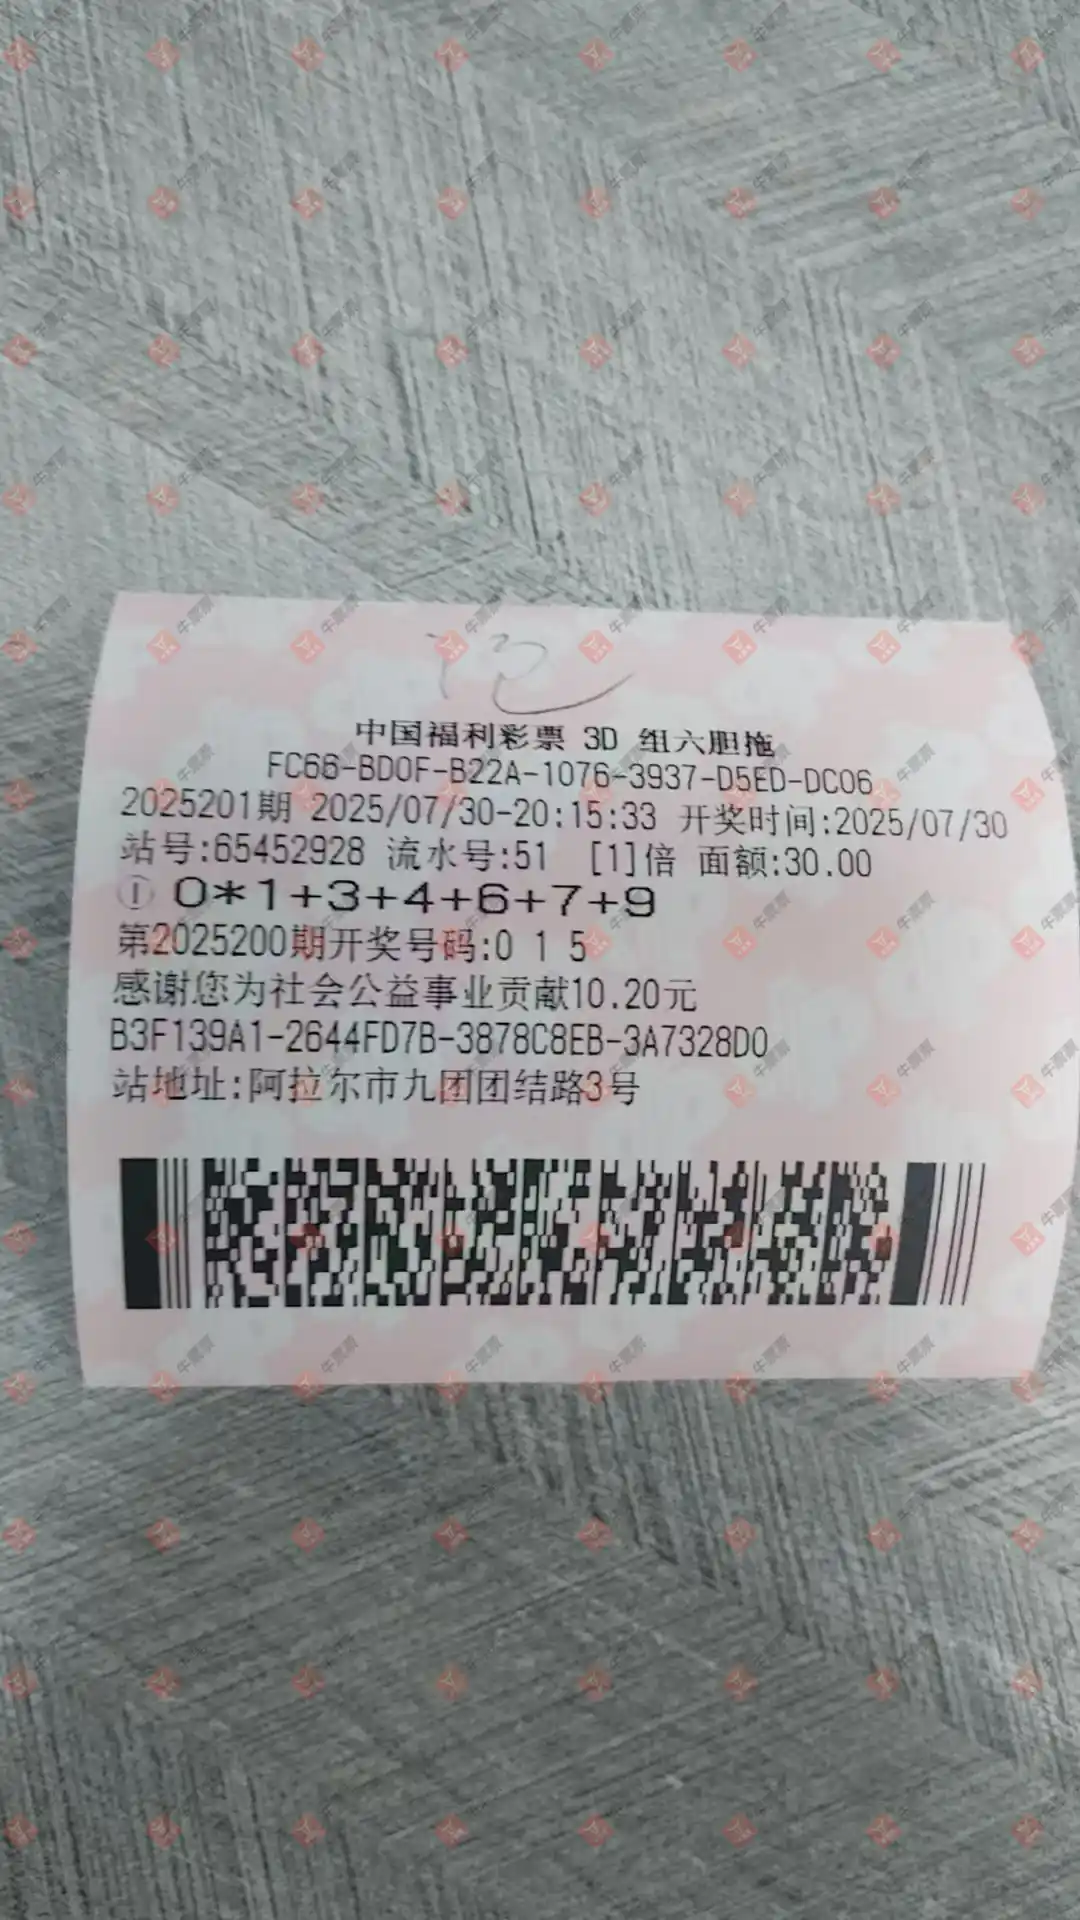 中国福利彩票 3D 组六胆拖
FC66-BD0F-B22A-1076-3937-D5ED-DC06
2025201期 2025/07/30-20:15:33 开奖时间:2025/07/30
站号:65452928 流水号:51 [1]倍 面额:30.00
① 0*1+3+4+6+7+9
第2025200期开奖号码:0 1 5
感谢您为社会公益事业贡献10.20元
B3F139A1-2644FD7B-3878C8EB-3A7328D0
站地址:阿拉尔市九团团结路3号